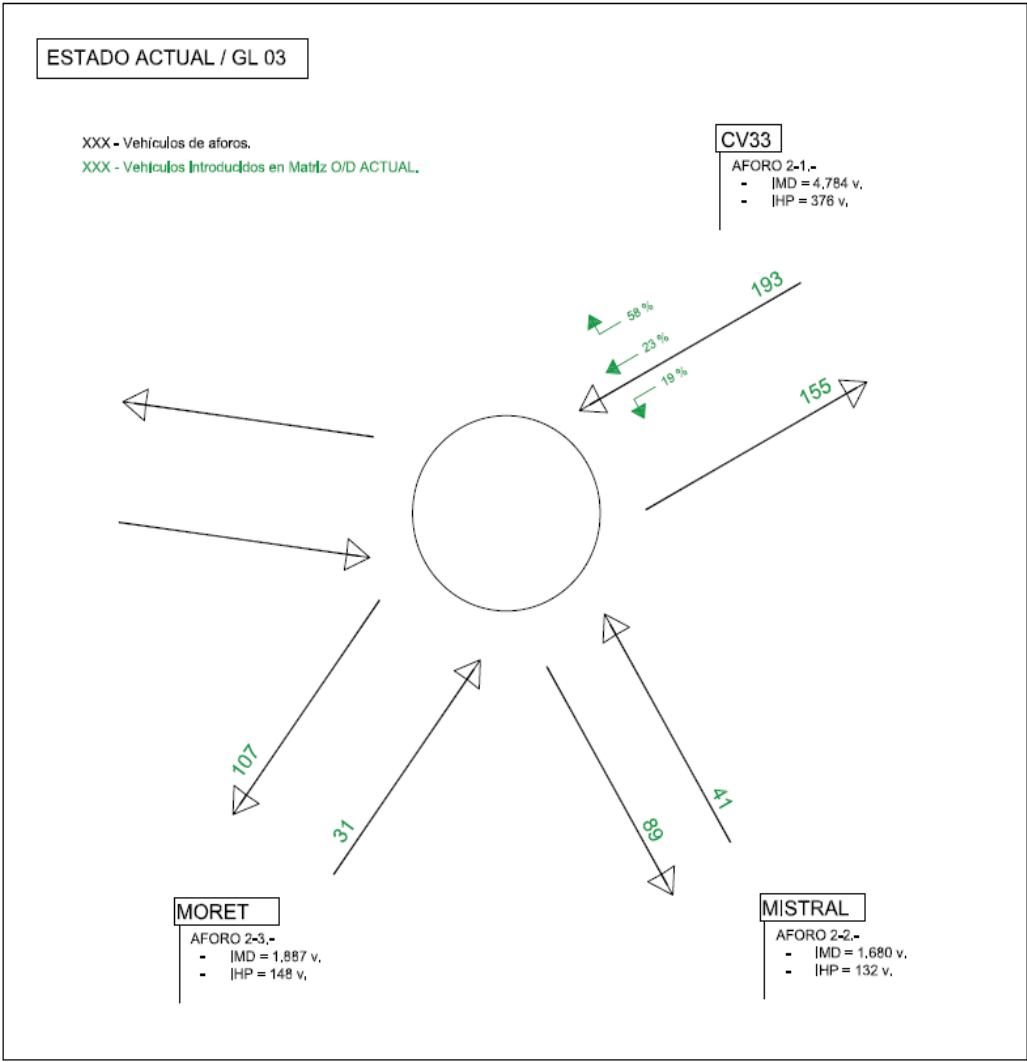 ESTADO ACTUAL / GL 03
XXX - Vehículos de aforos.
XXX - Vehículos Introducidos en Matriz O/D ACTUAL.
CV33
AFORO 2-1.-
- IMD = 4,784 v.
- IHP = 376 v.
193
58 %
23 %
19 %
155
107
31
89
41
MORET
AFORO 2-3.-
- IMD = 1,887 v.
- IHP = 148 v.
MISTRAL
AFORO 2-2.-
- IMD = 1.680 v.
- IHP = 132 v.